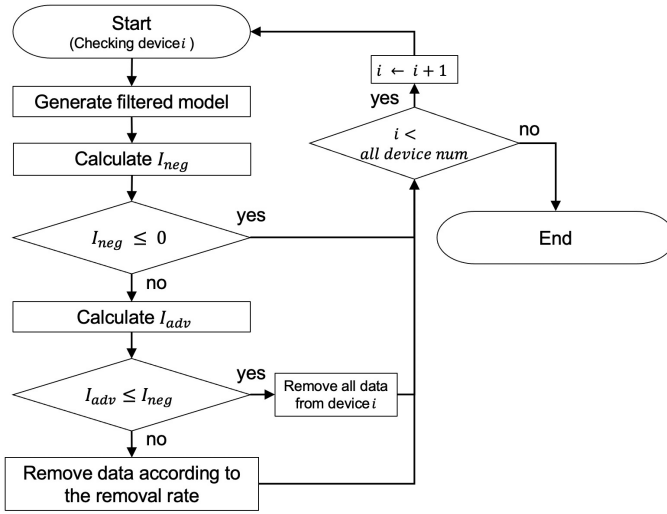 Start
(Checking device i )
Generate filtered model
Calculate I_neg
I_neg ≤ 0
yes
no
Calculate I_adv
I_adv ≤ I_neg
yes
Remove all data
from device i
no
Remove data according to
the removal rate
i ← i + 1
yes
i <
all device num
no
End